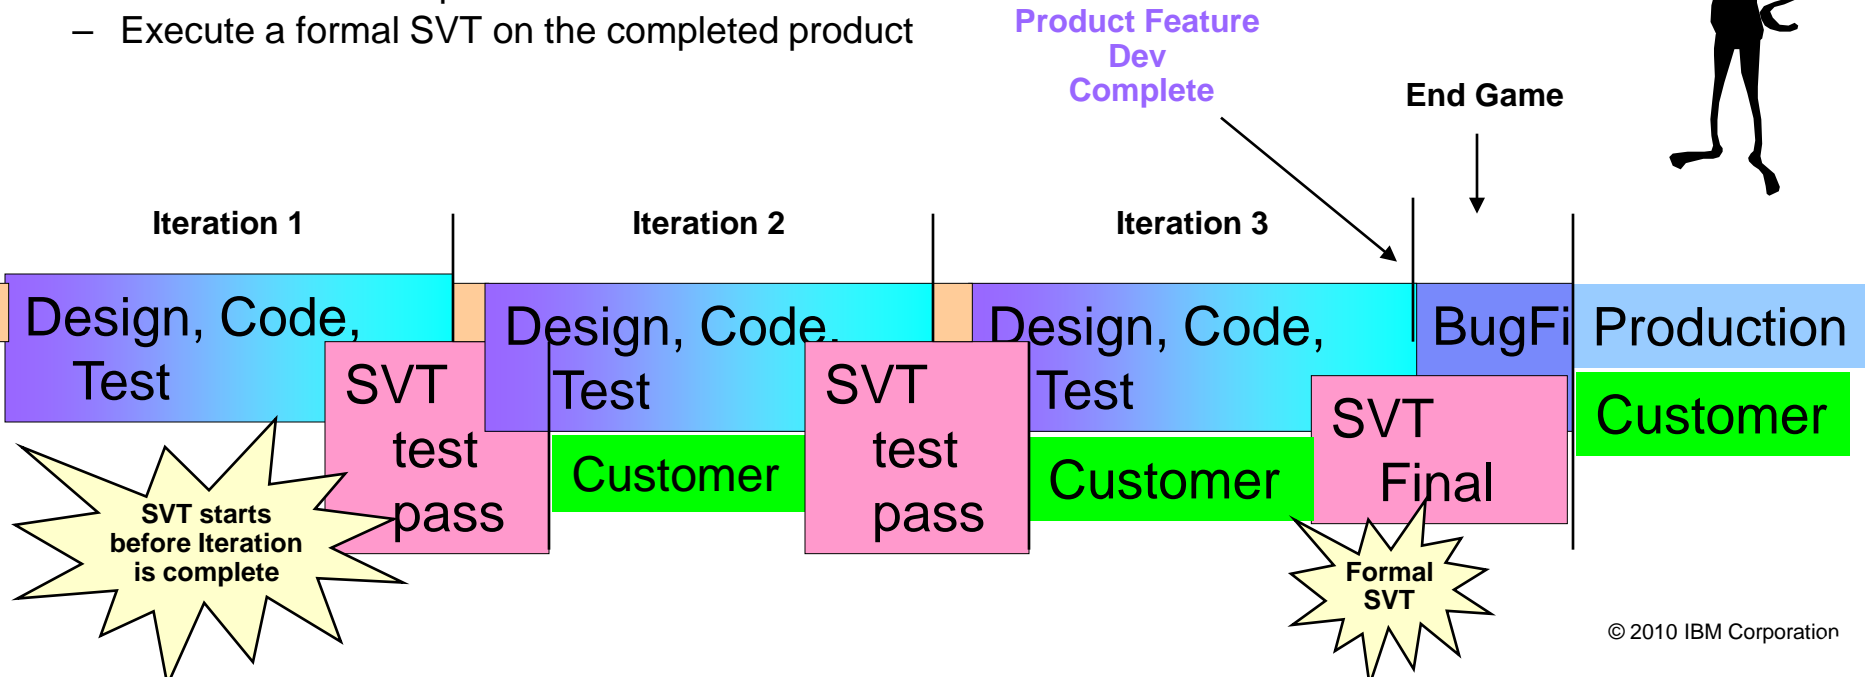 – Execute a formal SVT on the completed product
Product Feature
Dev
Complete
End Game
Iteration 1
Iteration 2
Iteration 3
Design, Code,
Test
SVT
test
pass
Design, Code,
Test
SVT
test
pass
Design, Code,
Test
BugFi
Production
SVT
Final
Customer
Customer
Customer
SVT starts
before Iteration
is complete
Formal
SVT
© 2010 IBM Corporation